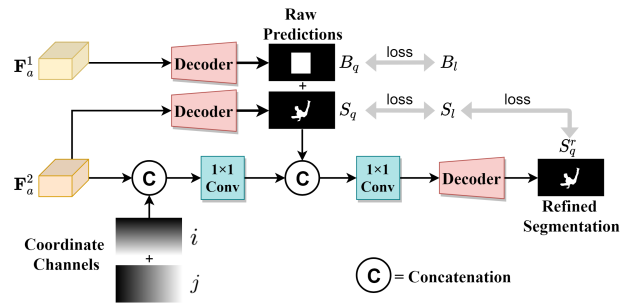 Raw
Predictions
F_a^1
Decoder
B_q
loss
B_l
+
Decoder
S_q
loss
S_l
loss
S_q^r
F_a^2
C
1×1
Conv
C
1×1
Conv
Decoder
Refined
Segmentation
Coordinate
Channels
i
+
j
C = Concatenation